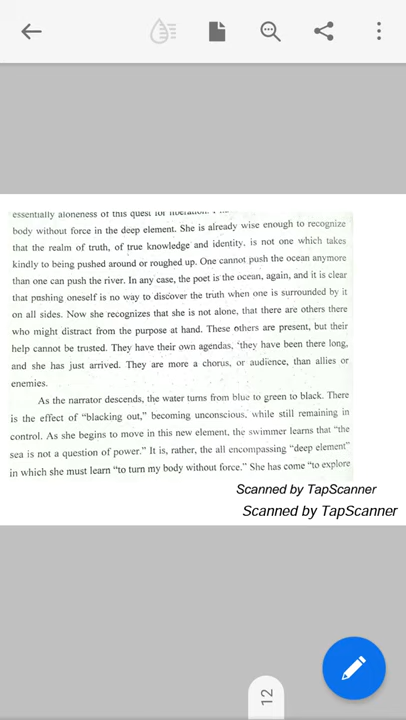 essentially aloneness of this quest for liberation.
body without force in the deep element. She is already wise enough to recognize
that the realm of truth, of true knowledge and identity, is not one which takes
kindly to being pushed around or roughed up. One cannot push the ocean anymore
than one can push the river. In any case, the poet is the ocean, again, and it is clear
that pushing oneself is no way to discover the truth when one is surrounded by it
on all sides. Now she recognizes that she is not alone, that there are others there
who might distract from the purpose at hand. These others are present, but their
help cannot be trusted. They have their own agendas, 'they have been there long,
and she has just arrived. They are more a chorus, or audience, than allies or
enemies.
As the narrator descends, the water turns from blue to green to black. There
is the effect of "blacking out," becoming unconscious, while still remaining in
control. As she begins to move in this new element, the swimmer learns that "the
sea is not a question of power." It is, rather, the all encompassing "deep element"
in which she must learn "to turn my body without force." She has come "to explore
Scanned by TapScanner
Scanned by TapScanner
12